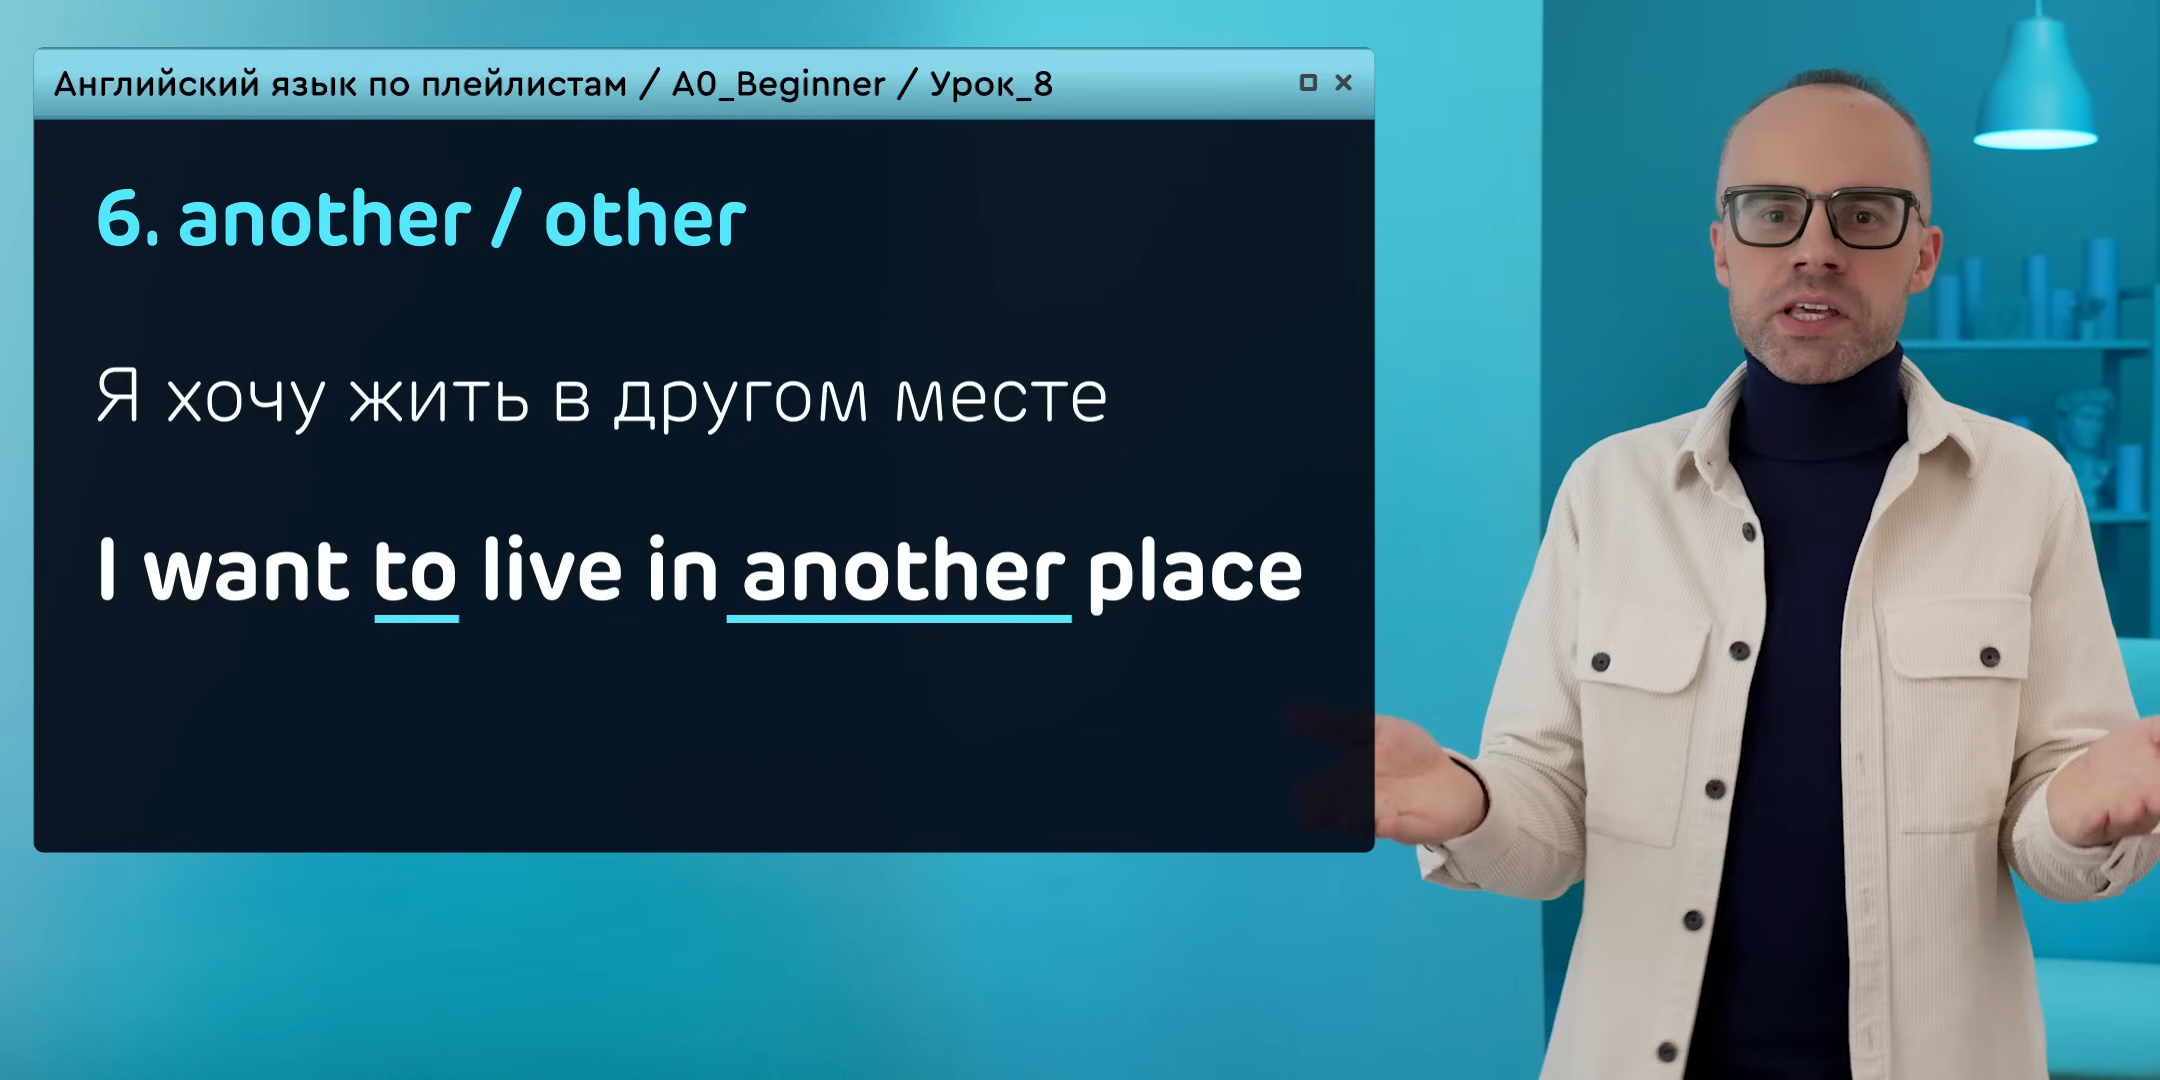 Английский язык по плейлистам / A0_Beginner / Урок_8
6. another / other
Я хочу жить в другом месте
I want to live in another place